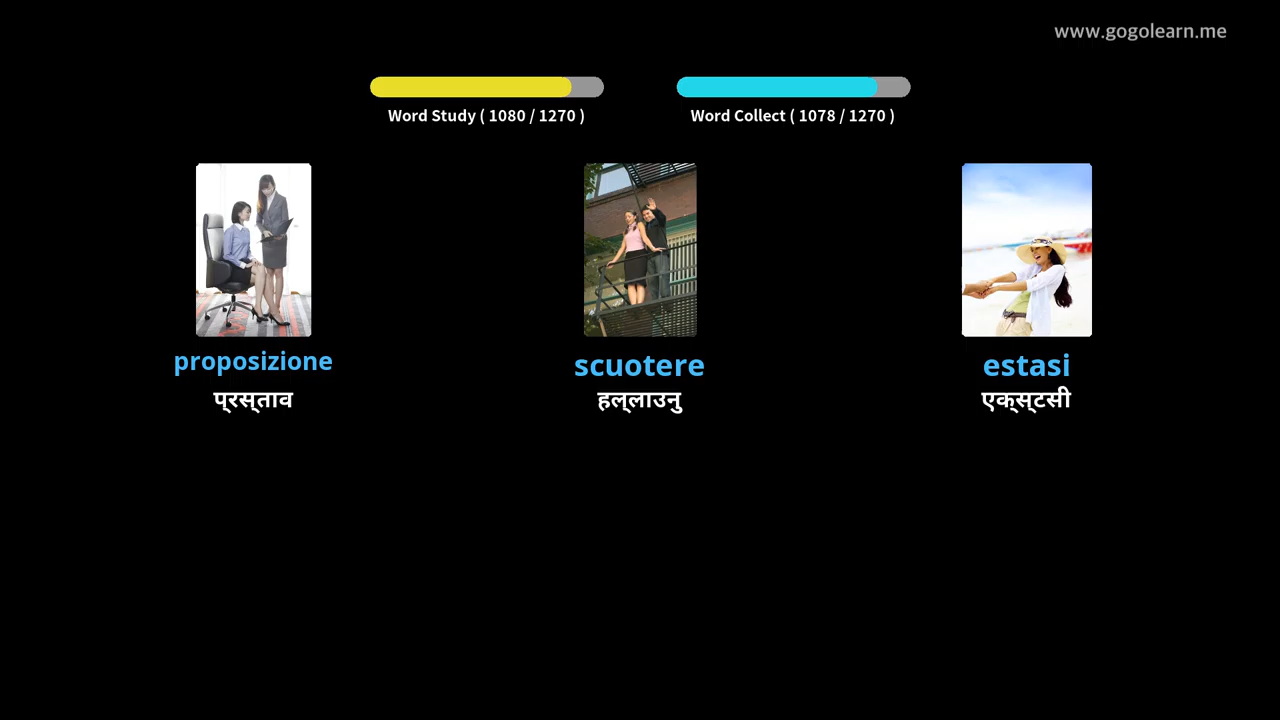 www.gogolearn.me
Word Study ( 1080 / 1270 )
Word Collect ( 1078 / 1270 )
proposizione
scuotere
estasi
प्रस्ताव
हल्लाउनु
एक्स्टसी